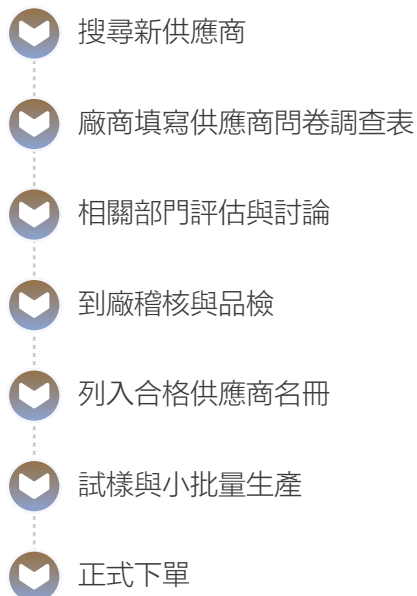 搜尋新供應商
廠商填寫供應商問卷調查表
相關部門評估與討論
到廠稽核與品檢
列入合格供應商名冊
試樣與小批量生產
正式下單